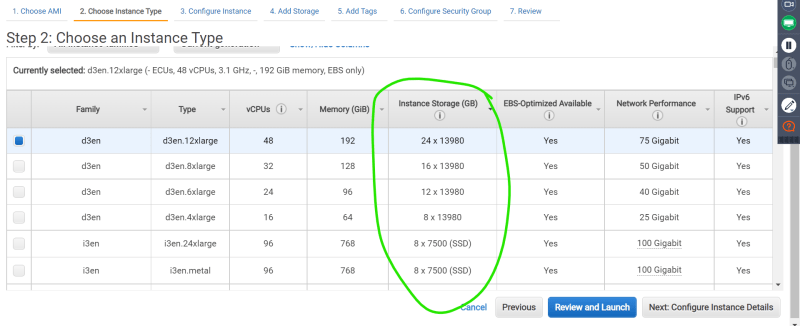 1. Choose AMI 2. Choose Instance Type 3. Configure Instance 4. Add Storage 5. Add Tags 6. Configure Security Group 7. Review
Step 2: Choose an Instance Type
Currently selected: d3en.12xlarge (- ECUs, 48 vCPUs, 3.1 GHz, -, 192 GiB memory, EBS only)
Family Type vCPUs Memory (GiB) Instance Storage (GB) EBS-Optimized Available Network Performance IPv6 Support
d3en d3en.12xlarge 48 192 24 x 13980 Yes 75 Gigabit Yes
d3en d3en.8xlarge 32 128 16 x 13980 Yes 50 Gigabit Yes
d3en d3en.6xlarge 24 96 12 x 13980 Yes 40 Gigabit Yes
d3en d3en.4xlarge 16 64 8 x 13980 Yes 25 Gigabit Yes
i3en i3en.24xlarge 96 768 8 x 7500 (SSD) Yes 100 Gigabit Yes
i3en i3en.metal 96 768 8 x 7500 (SSD) Yes 100 Gigabit Yes
Cancel Previous Review and Launch Next: Configure Instance Details